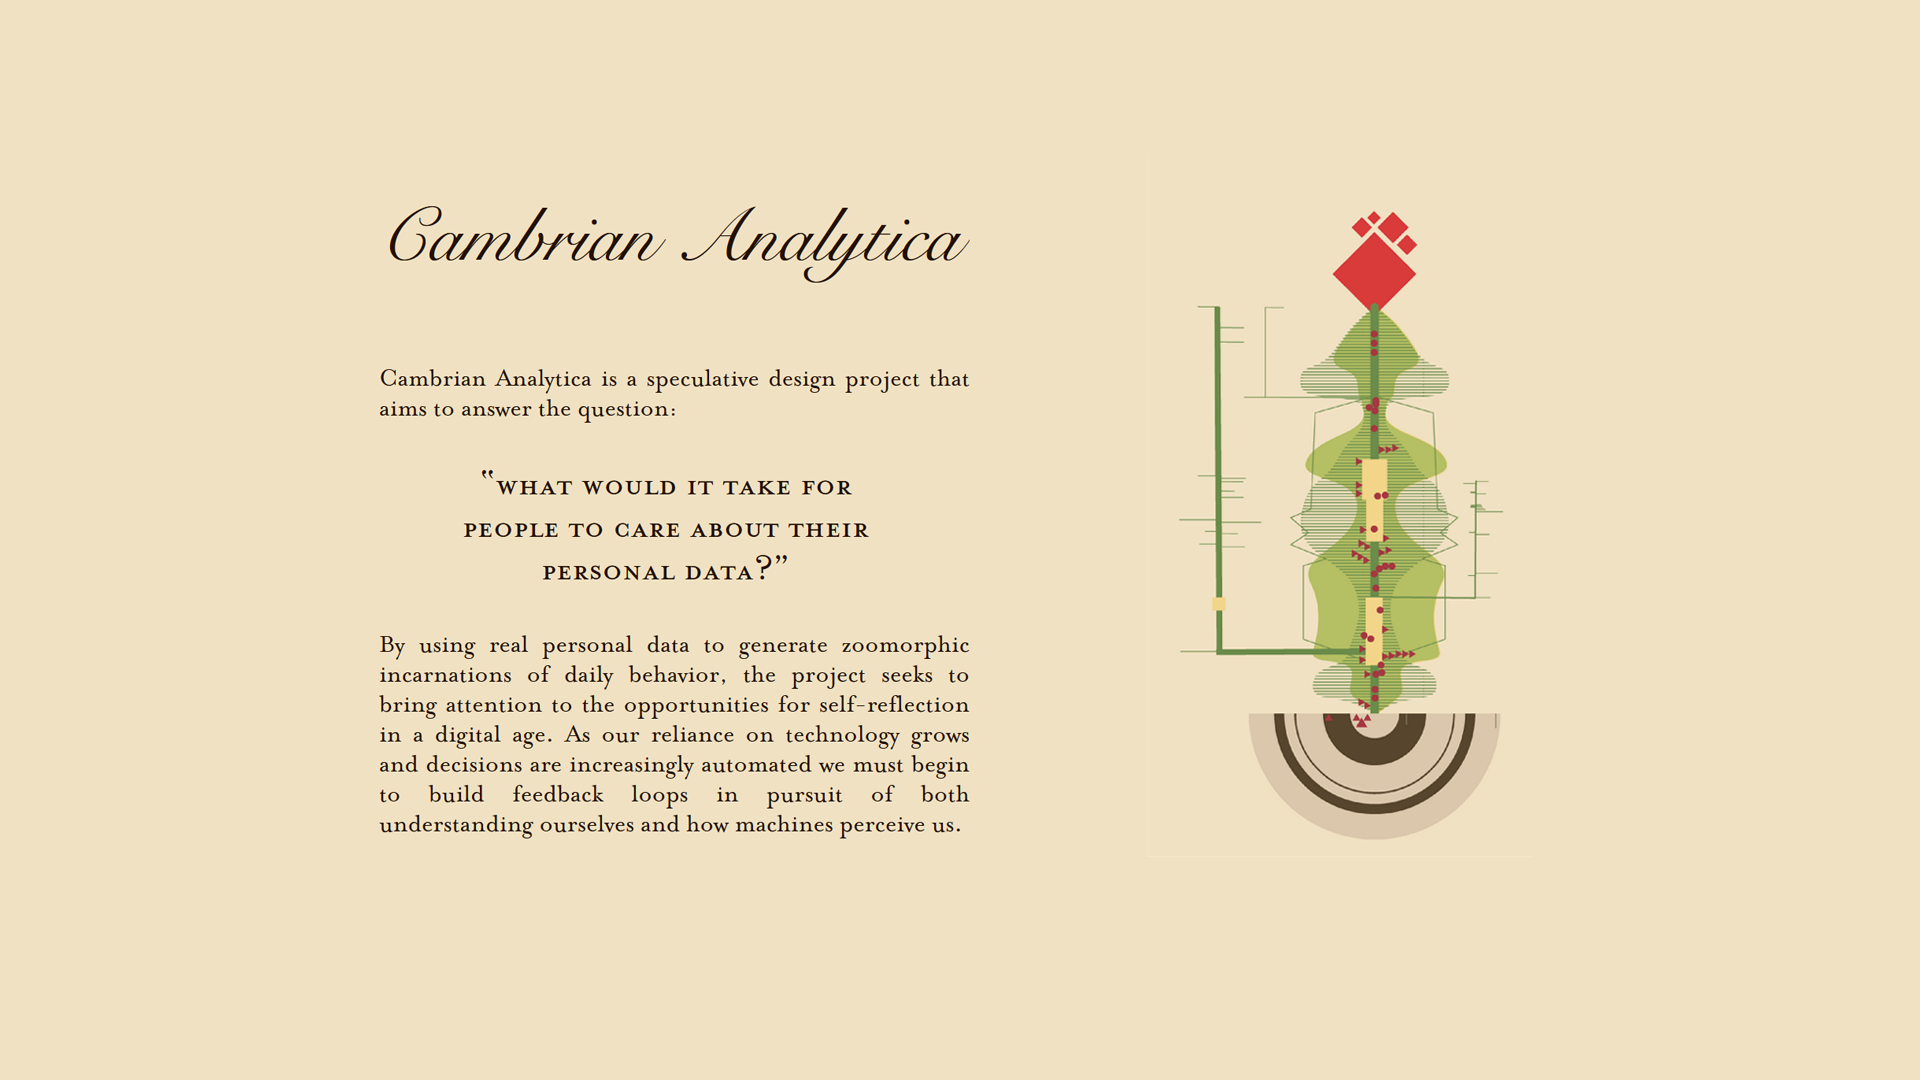 Cambrian Analytica
Cambrian Analytica is a speculative design project that
aims to answer the question:
“WHAT WOULD IT TAKE FOR
PEOPLE TO CARE ABOUT THEIR
PERSONAL DATA?”
By using real personal data to generate zoomorphic
incarnations of daily behavior, the project seeks to
bring attention to the opportunities for self-reflection
in a digital age. As our reliance on technology grows
and decisions are increasingly automated we must begin
to build feedback loops in pursuit of both
understanding ourselves and how machines perceive us.